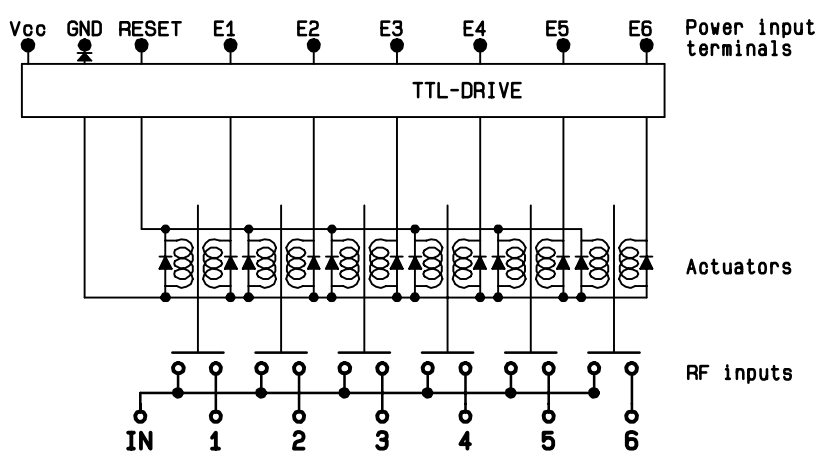 Vcc GND RESET E1 E2 E3 E4 E5 E6 Power input
terminals
TTL-DRIVE
Actuators
RF inputs
IN 1 2 3 4 5 6